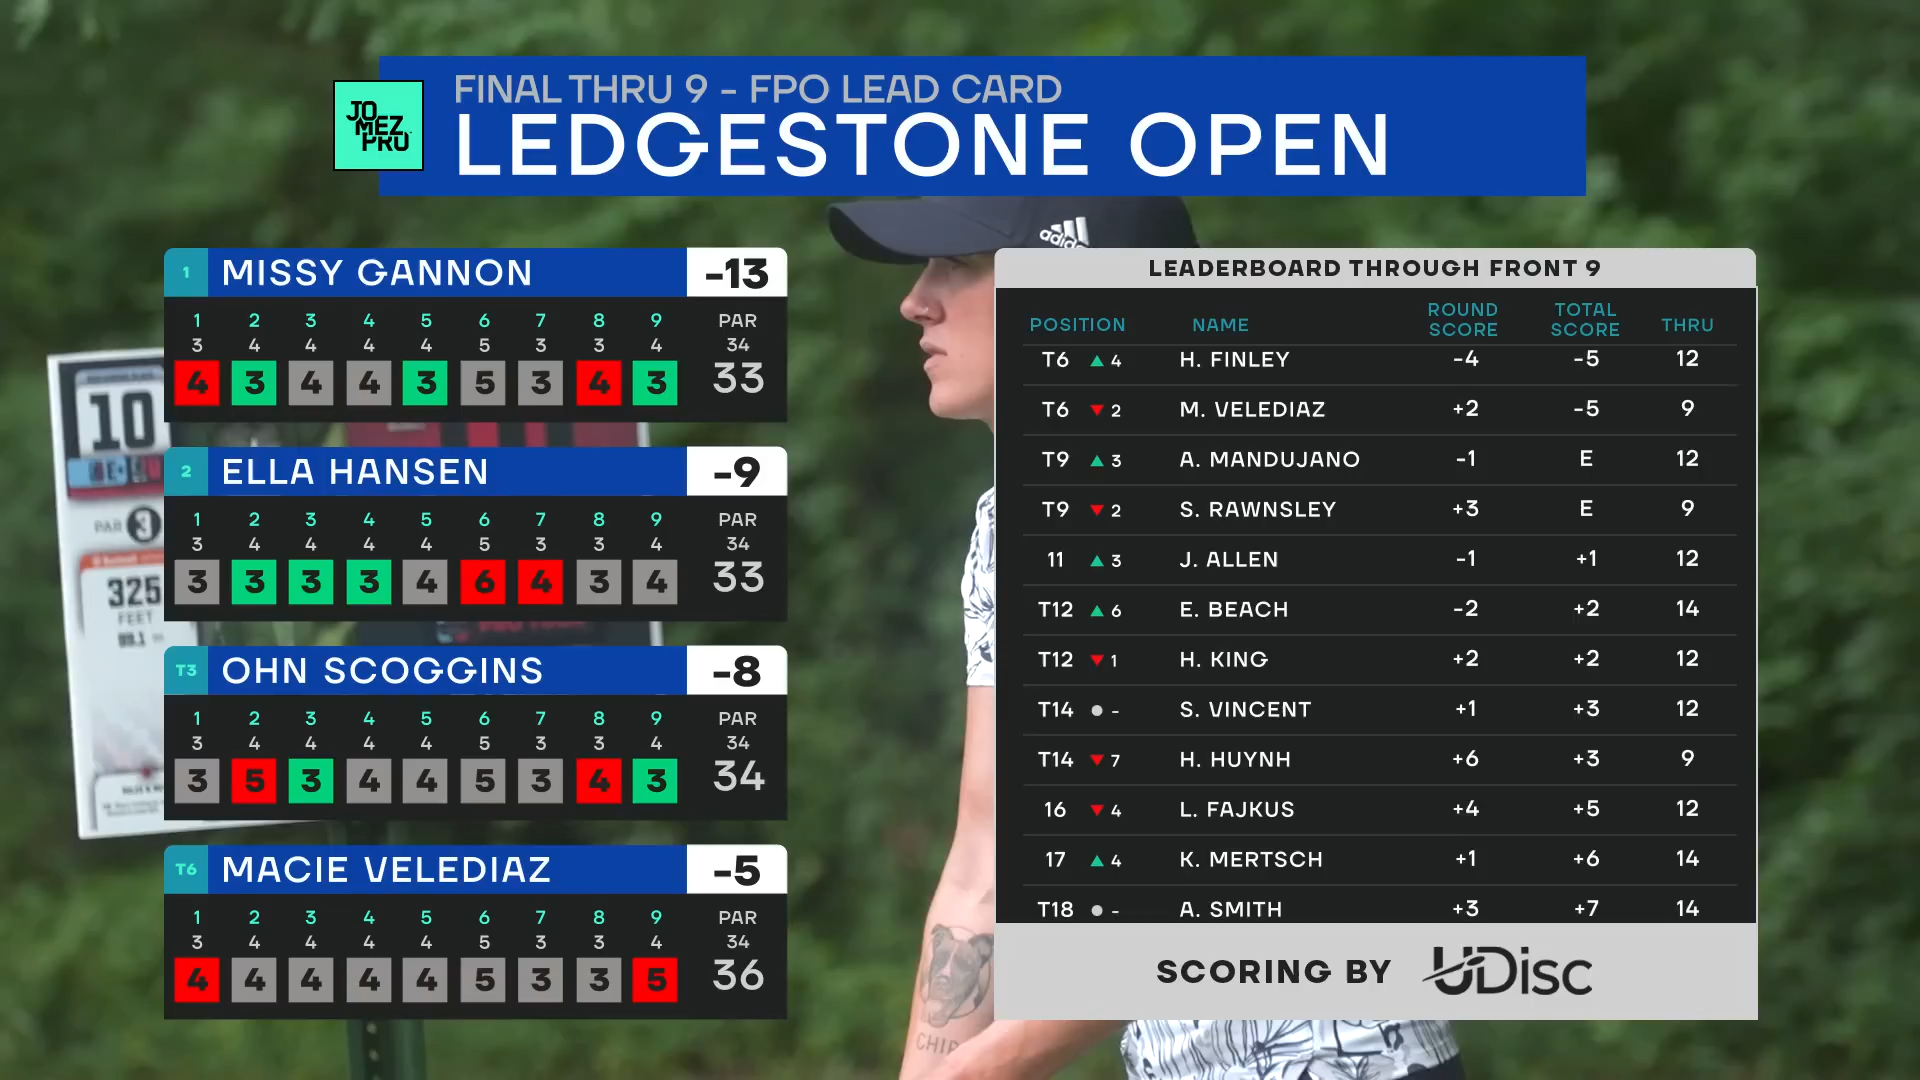 JOMEZPRO
FINAL THRU 9 - FPO LEAD CARD
LEDGESTONE OPEN
1 MISSY GANNON -13
1 2 3 4 5 6 7 8 9 PAR
3 4 4 4 4 5 3 3 4 34
4 3 4 4 3 5 3 4 3 33
2 ELLA HANSEN -9
1 2 3 4 5 6 7 8 9 PAR
3 4 4 4 4 5 3 3 4 34
3 3 3 3 4 6 4 3 4 33
T3 OHN SCOGGINS -8
1 2 3 4 5 6 7 8 9 PAR
3 4 4 4 4 5 3 3 4 34
3 5 3 4 4 5 3 4 3 34
T6 MACIE VELEDIAZ -5
1 2 3 4 5 6 7 8 9 PAR
3 4 4 4 4 5 3 3 4 34
4 4 4 4 4 5 3 3 5 36
LEADERBOARD THROUGH FRONT 9
POSITION NAME ROUND SCORE TOTAL SCORE THRU
T6 ▲ 4 H. FINLEY -4 -5 12
T6 ▼ 2 M. VELEDIAZ +2 -5 9
T9 ▲ 3 A. MANDUJANO -1 E 12
T9 ▼ 2 S. RAWNSLEY +3 E 9
11 ▲ 3 J. ALLEN -1 +1 12
T12 ▲ 6 E. BEACH -2 +2 14
T12 ▼ 1 H. KING +2 +2 12
T14 ● - S. VINCENT +1 +3 12
T14 ▼ 7 H. HUYNH +6 +3 9
16 ▼ 4 L. FAJKUS +4 +5 12
17 ▲ 4 K. MERTSCH +1 +6 14
T18 ● - A. SMITH +3 +7 14
SCORING BY UDisc
adidas
10
PAR 3
325
FEET
CHIP